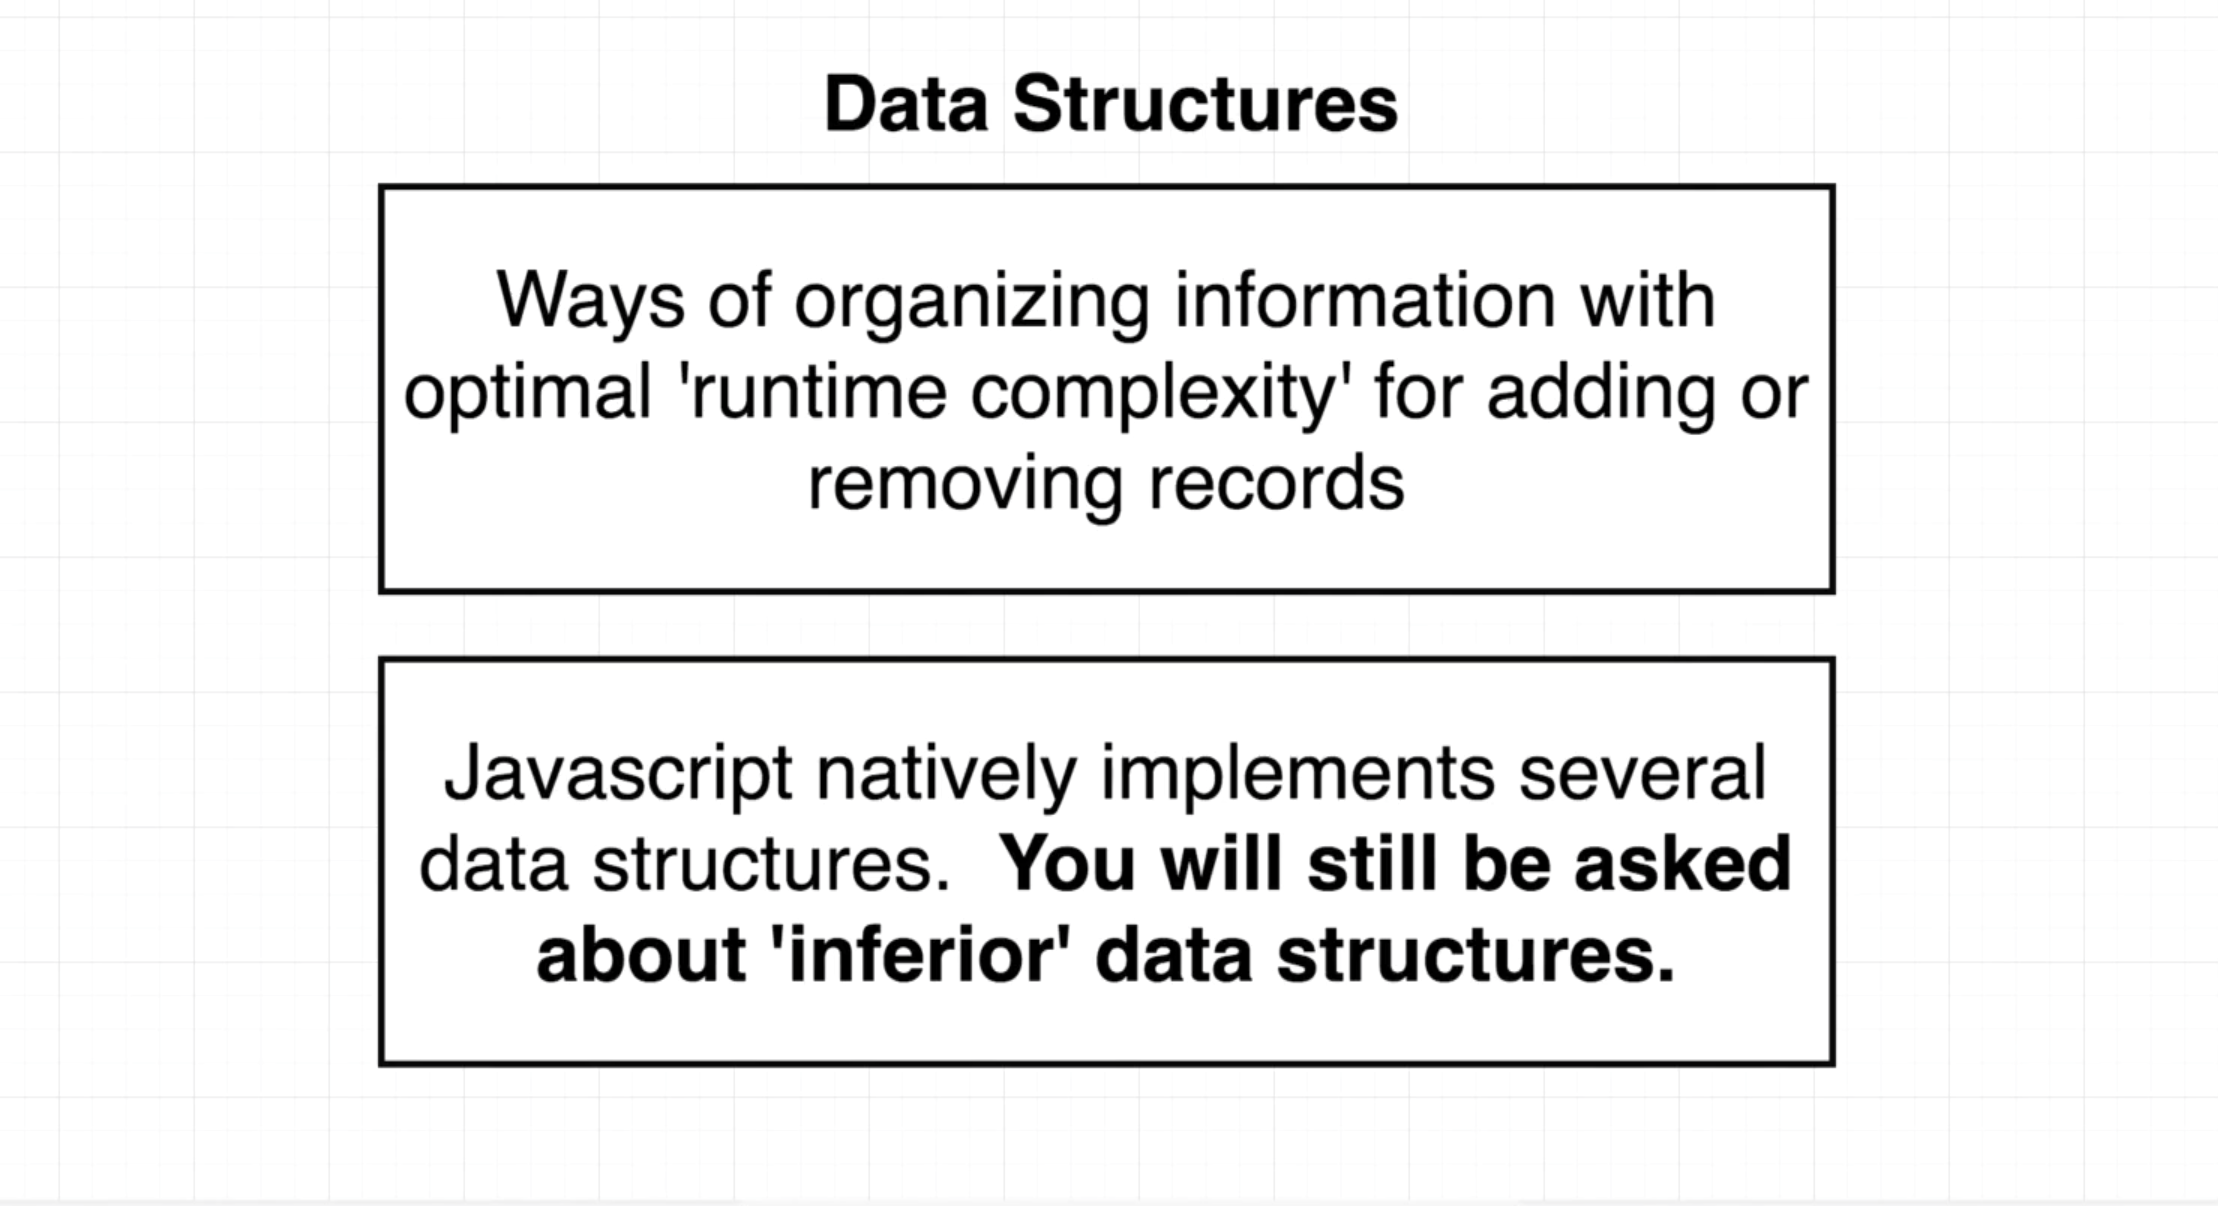 Data Structures
Ways of organizing information with
optimal 'runtime complexity' for adding or
removing records
Javascript natively implements several
data structures.  You will still be asked
about 'inferior' data structures.